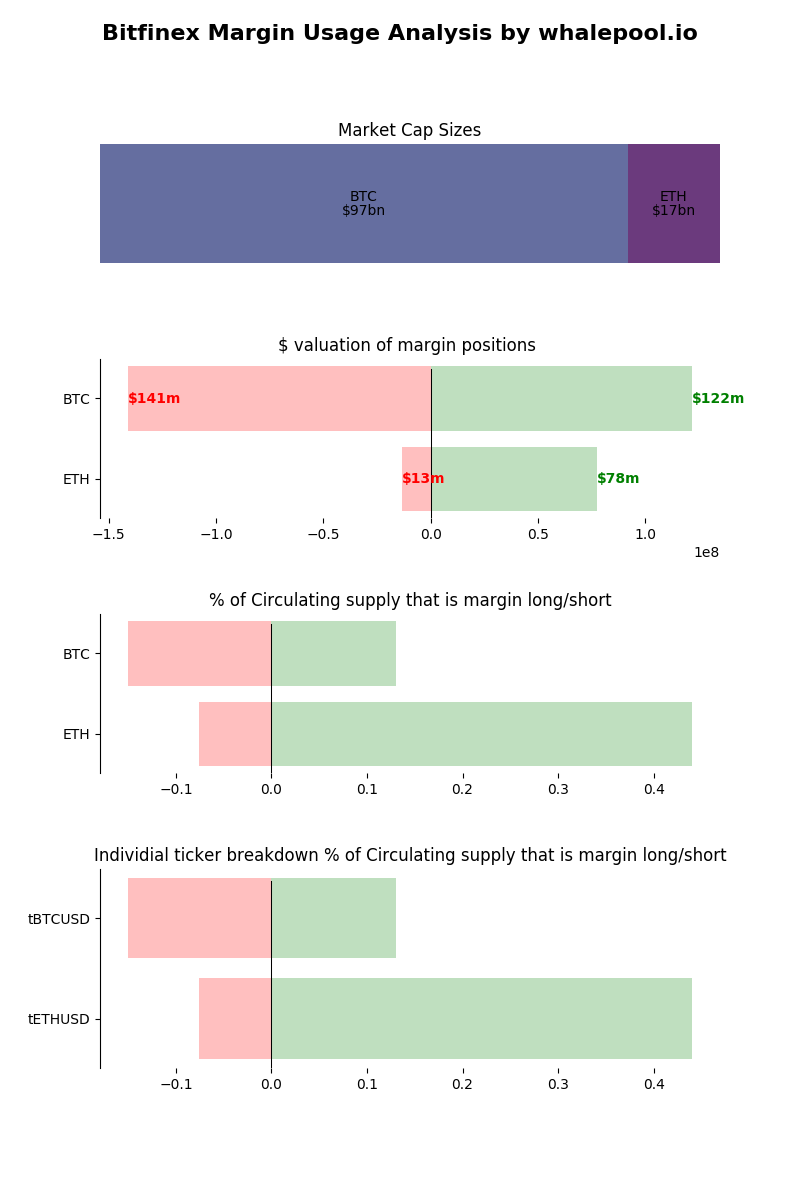 Bitfinex Margin Usage Analysis by whalepool.io
Market Cap Sizes
BTC
$97bn
ETH
$17bn
$ valuation of margin positions
BTC
$141m
$122m
ETH
$13m
$78m
−1.5 −1.0 −0.5 0.0 0.5 1.0
1e8
% of Circulating supply that is margin long/short
BTC
ETH
−0.1 0.0 0.1 0.2 0.3 0.4
Individial ticker breakdown % of Circulating supply that is margin long/short
tBTCUSD
tETHUSD
−0.1 0.0 0.1 0.2 0.3 0.4